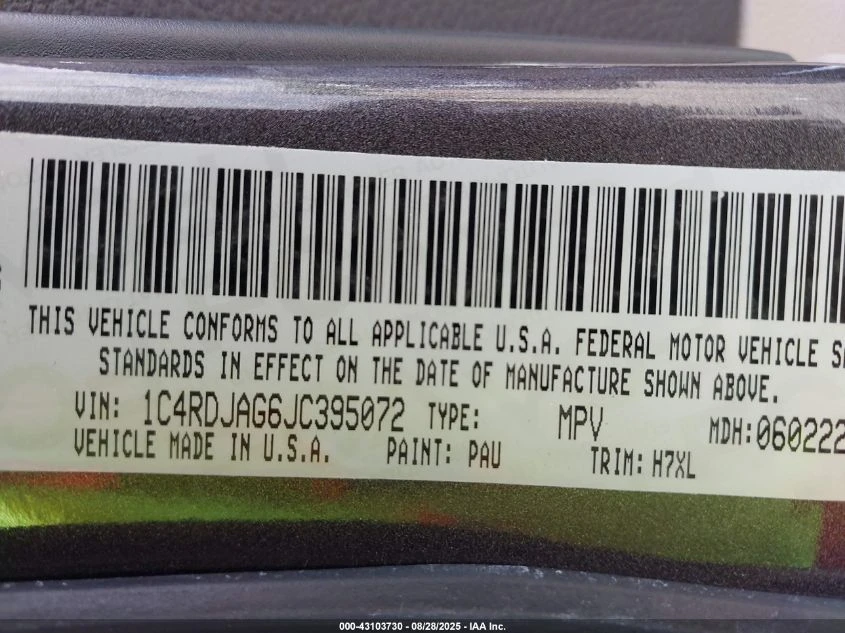 THIS VEHICLE CONFORMS TO ALL APPLICABLE U.S.A. FEDERAL MOTOR VEHICLE
STANDARDS IN EFFECT ON THE DATE OF MANUFACTURE SHOWN ABOVE.
VIN: 1C4RDJAG6JC395072 TYPE: MPV MDH:060222
VEHICLE MADE IN U.S.A. PAINT: PAU TRIM: H7XL
000-43103730 - 08/28/2025 - IAA Inc.